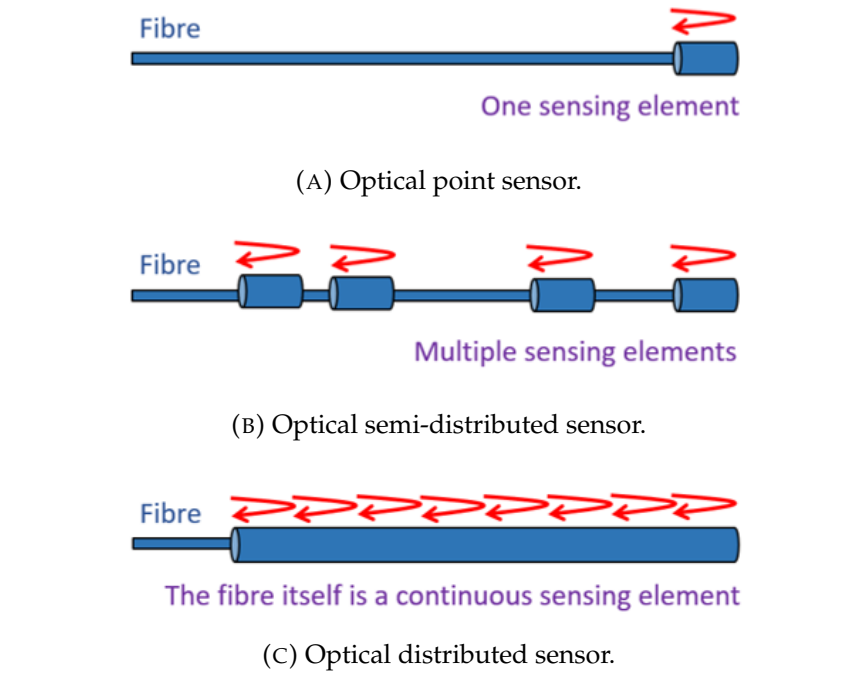 Fibre
One sensing element
(A) Optical point sensor.
Fibre
Multiple sensing elements
(B) Optical semi-distributed sensor.
Fibre
The fibre itself is a continuous sensing element
(C) Optical distributed sensor.